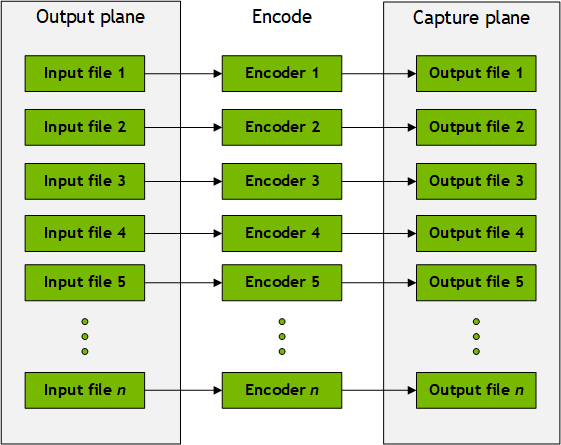 Output plane Encode Capture plane
Input file 1 Encoder 1 Output file 1
Input file 2 Encoder 2 Output file 2
Input file 3 Encoder 3 Output file 3
Input file 4 Encoder 4 Output file 4
Input file 5 Encoder 5 Output file 5
Input file n Encoder n Output file n